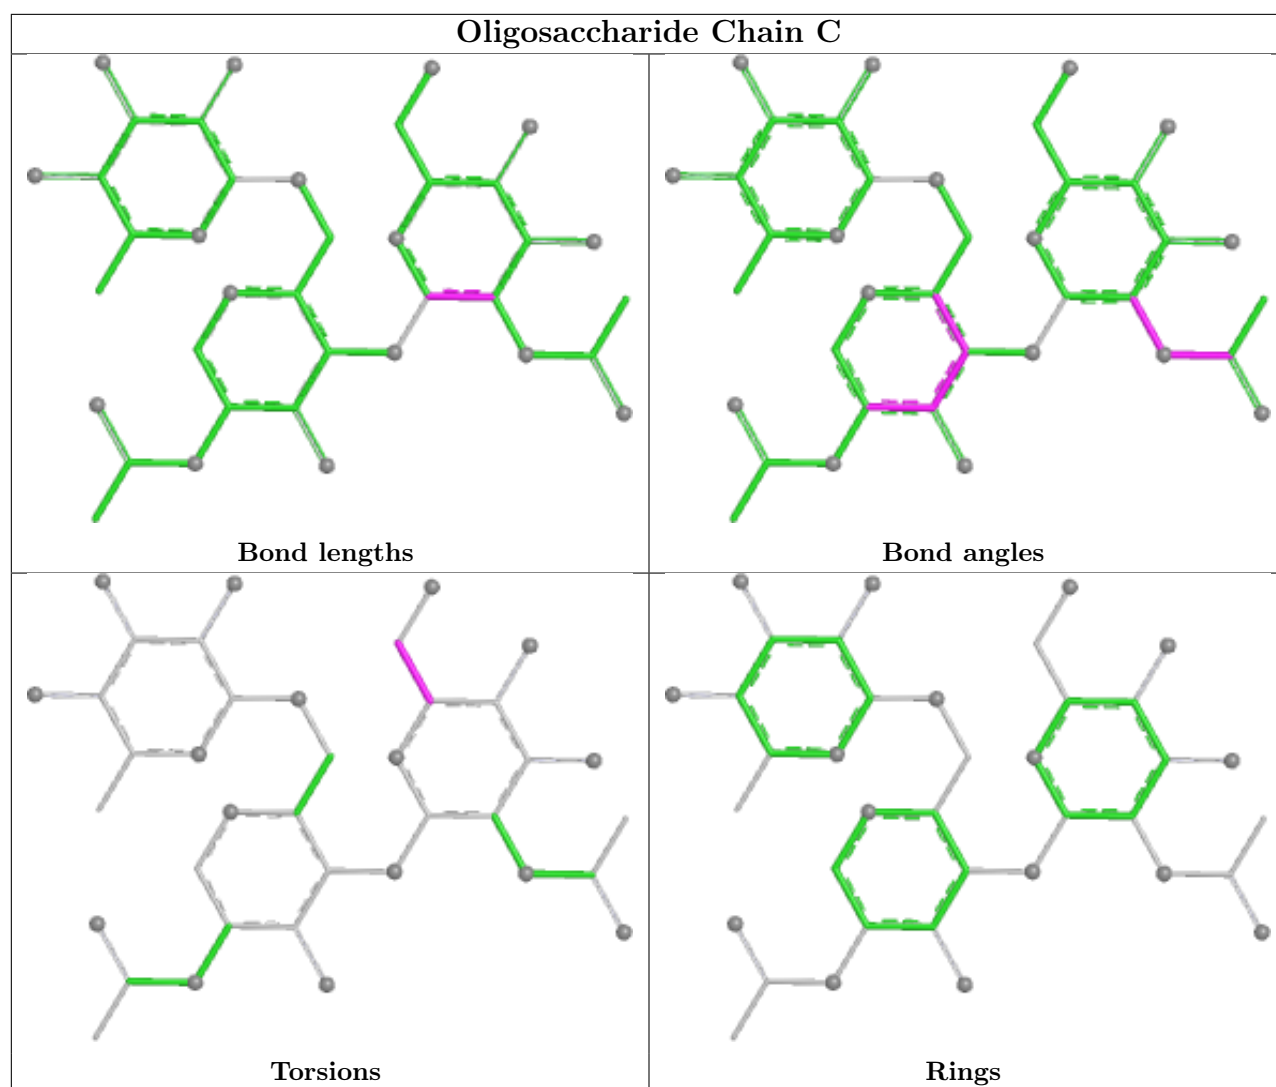 Oligosaccharide Chain C
Bond lengths
Bond angles
Torsions
Rings